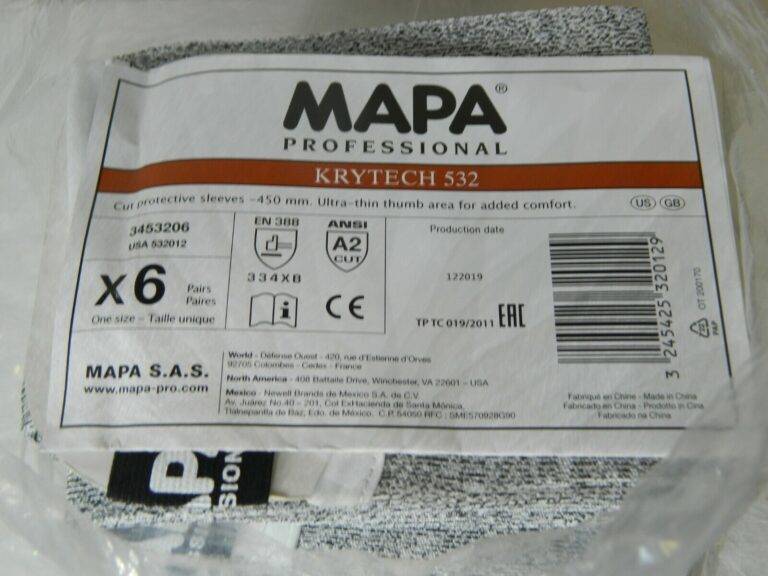 MAPA®
PROFESSIONAL
KRYTECH 532
Cut protective sleeves -450 mm. Ultra-thin thumb area for added comfort.
US GB
3453206
USA 532012
X6 Pairs
Paires
One size – Taille unique
EN 388
334XB
ANSI
A2
CUT
i
CE
Production date
122019
TP TC 019/2011 EAC
3 245425 320129
OT 200170
PAP
MAPA S.A.S.
www.mapa-pro.com
World - Défense Ouest - 420, rue d'Estienne d'Orves
92705 Colombes - Cedex - France
North America - 408 Battaile Drive, Winchester, VA 22601 – USA
Mexico - Newell Brands de Mexico S.A. de C.V.
Av. Juárez No.40 – 201, Col ExHacienda de Santa Mónica,
Tlalnepantla de Baz, Edo. de México. C.P. 54050 RFC : SME570928G90
Fabriqué en Chine - Made in China
Fabricado en China - Prodotto in Cina
Fabricado na China